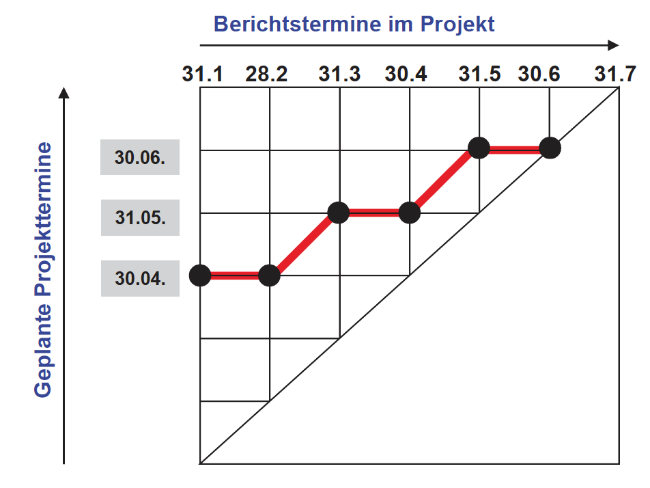 Berichtstermine im Projekt
31.1 28.2 31.3 30.4 31.5 30.6 31.7
Geplante Projekttermine
30.06.
31.05.
30.04.